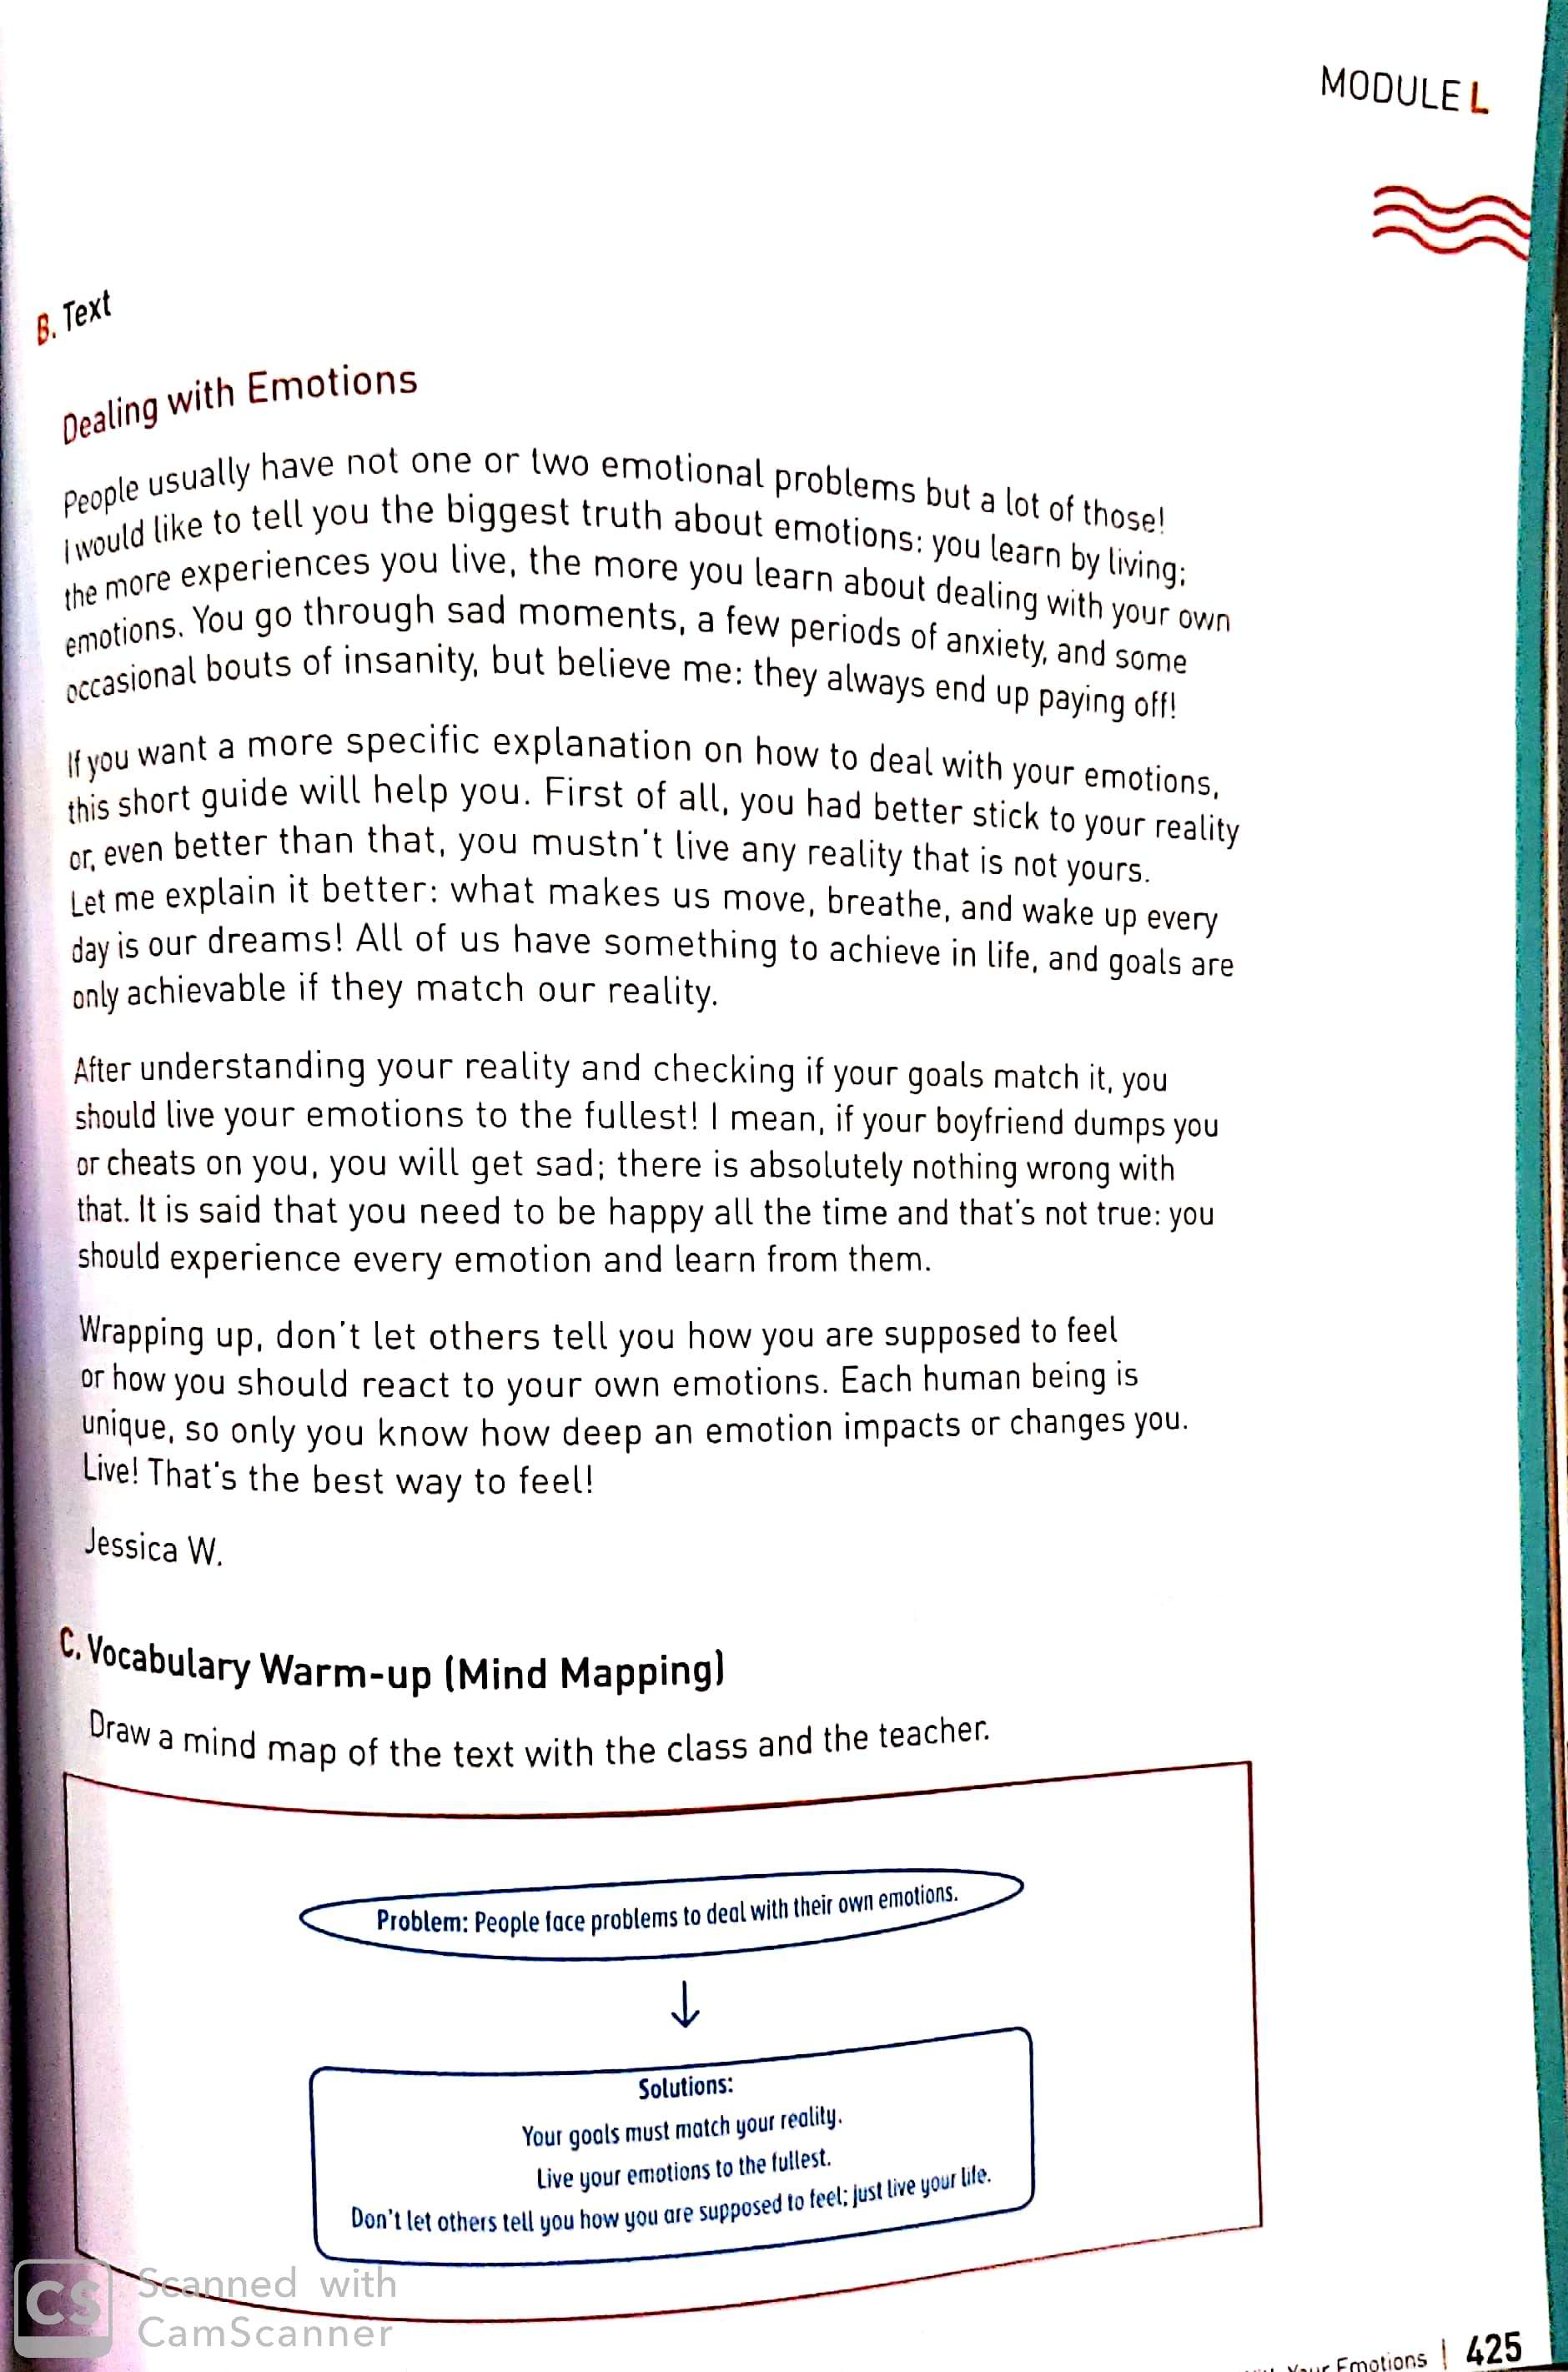 MODULE L
B. Text
Dealing with Emotions
People usually have not one or two emotional problems but a lot of those!
I would like to tell you the biggest truth about emotions: you learn by living;
the more experiences you live, the more you learn about dealing with your own
emotions. You go through sad moments, a few periods of anxiety, and some
occasional bouts of insanity, but believe me: they always end up paying off!
If you want a more specific explanation on how to deal with your emotions,
this short guide will help you. First of all, you had better stick to your reality
or, even better than that, you mustn't live any reality that is not yours.
Let me explain it better: what makes us move, breathe, and wake up every
day is our dreams! All of us have something to achieve in life, and goals are
only achievable if they match our reality.
After understanding your reality and checking if your goals match it, you
should live your emotions to the fullest! I mean, if your boyfriend dumps you
or cheats on you, you will get sad; there is absolutely nothing wrong with
that. It is said that you need to be happy all the time and that's not true: you
should experience every emotion and learn from them.
Wrapping up, don't let others tell you how you are supposed to feel
or how you should react to your own emotions. Each human being is
unique, so only you know how deep an emotion impacts or changes you.
Live! That's the best way to feel!
Jessica W.
C. Vocabulary Warm-up (Mind Mapping)
Draw a mind map of the text with the class and the teacher.
Problem: People face problems to deal with their own emotions.
Solutions:
Your goals must match your reality.
Live your emotions to the fullest.
Don't let others tell you how you are supposed to feel; just live your life.
CS Scanned with
CamScanner
Your Emotions | 425